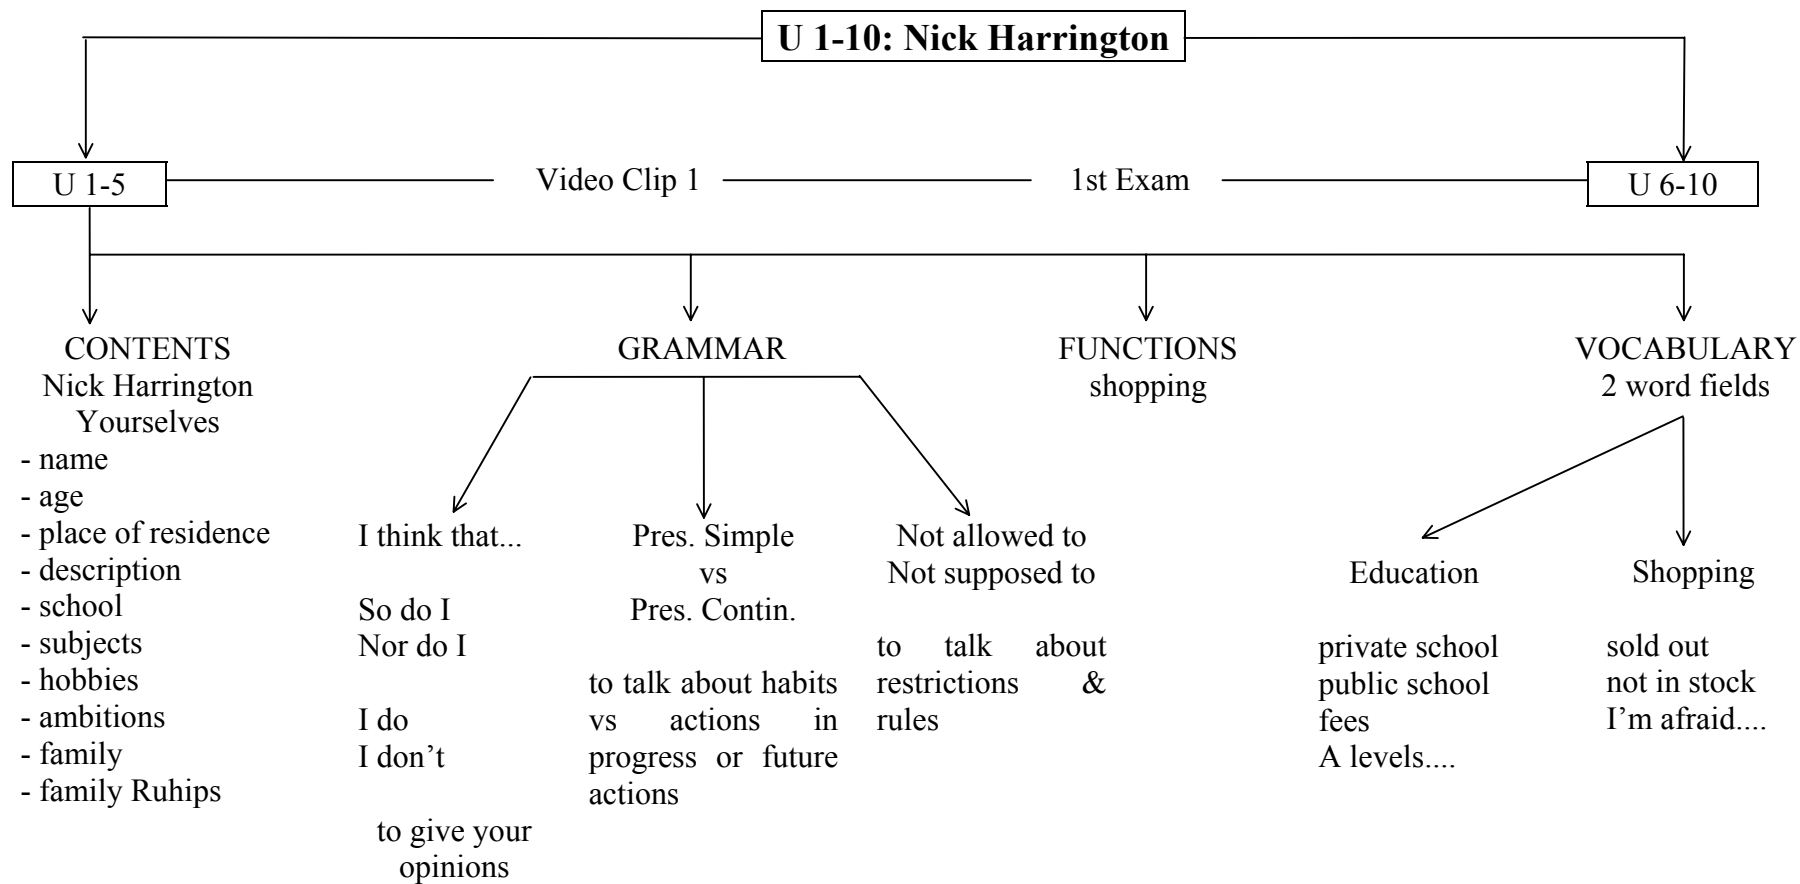 U 1-10: Nick Harrington
U 1-5
Video Clip 1
1st Exam
U 6-10
CONTENTS
Nick Harrington
Yourselves
- name
- age
- place of residence
- description
- school
- subjects
- hobbies
- ambitions
- family
- family Ruhips
GRAMMAR
I think that...
So do I
Nor do I
I do
I don’t
to give your
opinions
Pres. Simple
vs
Pres. Contin.
to talk about habits
vs actions in
progress or future
actions
Not allowed to
Not supposed to
to talk about
restrictions &
rules
FUNCTIONS
shopping
VOCABULARY
2 word fields
Education
private school
public school
fees
A levels....
Shopping
sold out
not in stock
I’m afraid....